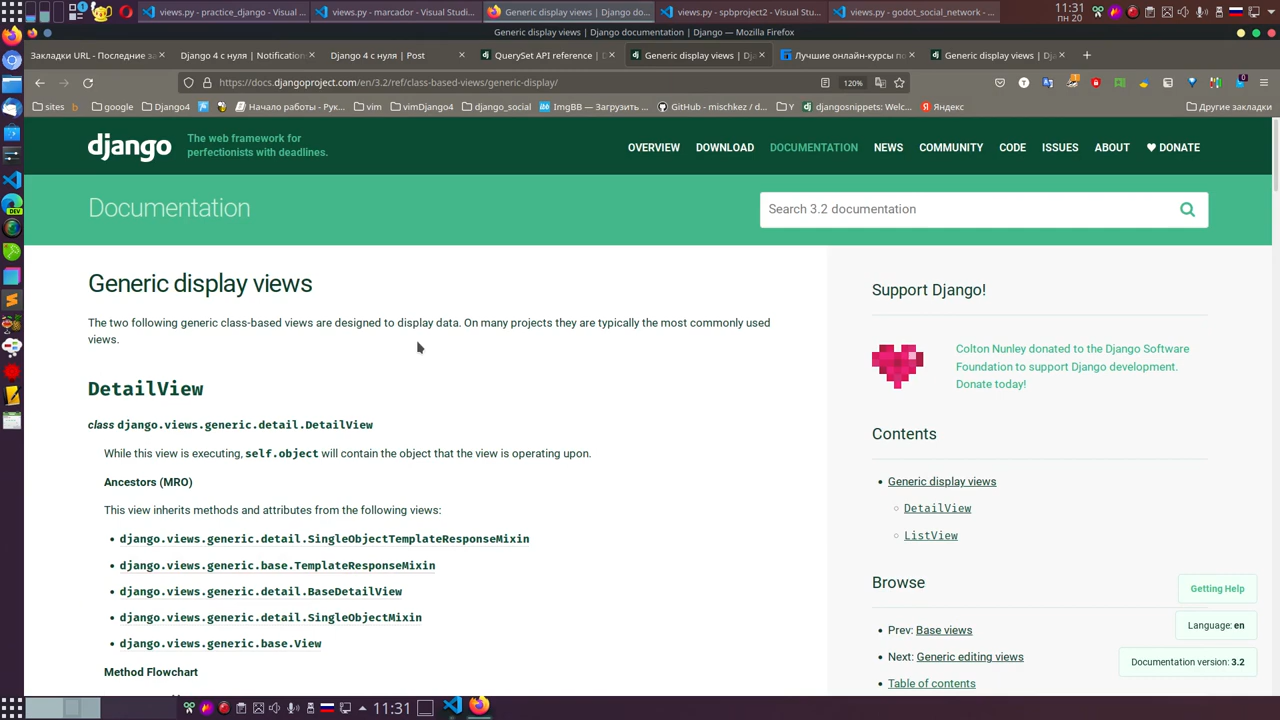 views.py - practice_django - Visual ...
views.py - marcador - Visual Studi...
Generic display views | Django do...
views.py - spbproject2 - Visual Stu...
views.py - godot_social_network - ...
11:31
пн 20
Generic display views | Django documentation | Django — Mozilla Firefox
Закладки URL - Последние за
Django 4 с нуля | Notification
Django 4 с нуля | Post
QuerySet API reference |
Generic display views | Dja
Лучшие онлайн-курсы по
Generic display views | Dja
https://docs.djangoproject.com/en/3.2/ref/class-based-views/generic-display/
120%
sites
b
google
Django4
Начало работы - Рук...
vim
vimDjango4
django_social
ImgBB — Загрузить ...
GitHub - mischkez / d...
Y
djangosnippets: Welc...
Яндекс
Другие закладки
django
The web framework for
perfectionists with deadlines.
OVERVIEW
DOWNLOAD
DOCUMENTATION
NEWS
COMMUNITY
CODE
ISSUES
ABOUT
♥ DONATE
Documentation
Search 3.2 documentation
Generic display views
The two following generic class-based views are designed to display data. On many projects they are typically the most commonly used
views.
DetailView
class django.views.generic.detail.DetailView
While this view is executing, self.object will contain the object that the view is operating upon.
Ancestors (MRO)
This view inherits methods and attributes from the following views:
• django.views.generic.detail.SingleObjectTemplateResponseMixin
• django.views.generic.base.TemplateResponseMixin
• django.views.generic.detail.BaseDetailView
• django.views.generic.detail.SingleObjectMixin
• django.views.generic.base.View
Method Flowchart
Support Django!
Colton Nunley donated to the Django Software
Foundation to support Django development.
Donate today!
Contents
• Generic display views
◦ DetailView
◦ ListView
Browse
• Prev: Base views
• Next: Generic editing views
• Table of contents
Getting Help
Language: en
Documentation version: 3.2
11:31